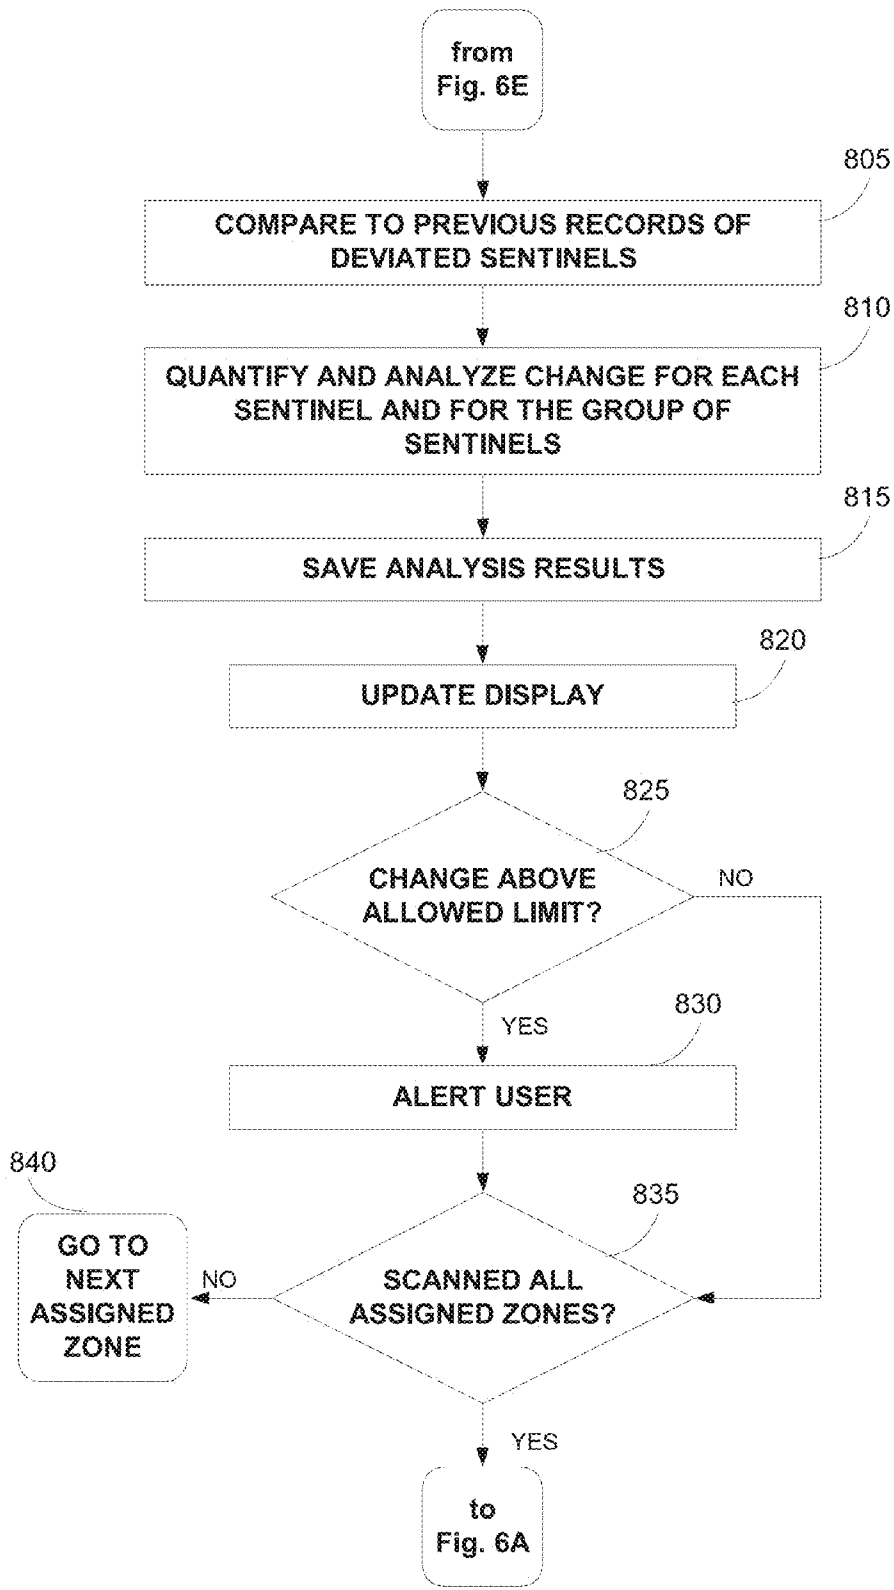 from
Fig. 6E
805
COMPARE TO PREVIOUS RECORDS OF
DEVIATED SENTINELS
810
QUANTIFY AND ANALYZE CHANGE FOR EACH
SENTINEL AND FOR THE GROUP OF
SENTINELS
815
SAVE ANALYSIS RESULTS
820
UPDATE DISPLAY
825
CHANGE ABOVE
ALLOWED LIMIT?
NO
YES
830
ALERT USER
840
835
GO TO
NEXT
ASSIGNED
ZONE
NO
SCANNED ALL
ASSIGNED ZONES?
YES
to
Fig. 6A